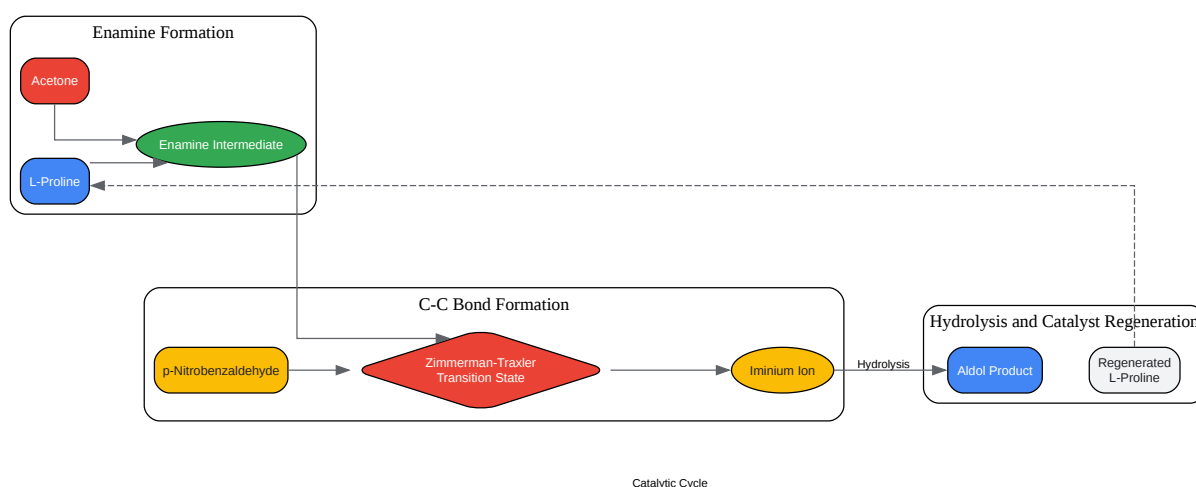 Enamine Formation
Acetone
Enamine Intermediate
L-Proline
C-C Bond Formation
p-Nitrobenzaldehyde
Zimmerman-Traxler
Transition State
Iminium Ion
Hydrolysis
Hydrolysis and Catalyst Regeneration
Aldol Product
Regenerated
L-Proline
Catalytic Cycle